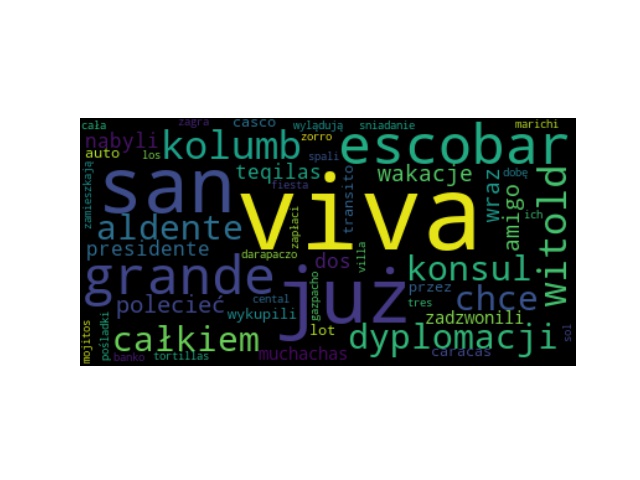 cała zagra casco wylądują sniadanie marichi
nabyli kolumb zorro escobar
auto los spali
zamieszkają san teqilas fiesta transito wakacje wraz dobę
aldente viva zapłaci amigo ich witold
presidente darapaczo dos villa konsul
grande już gazpacho przez chce
polecieć cental tres
wykupili lot zadzwonili
mojitos pośladki całkiem dyplomacji sol
banko tortillas muchachas caracas